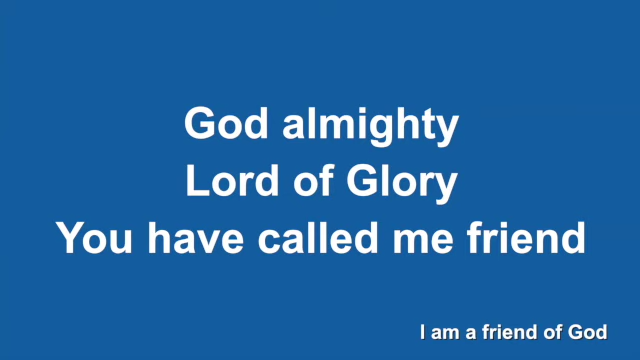 God almighty
Lord of Glory
You have called me friend
I am a friend of God